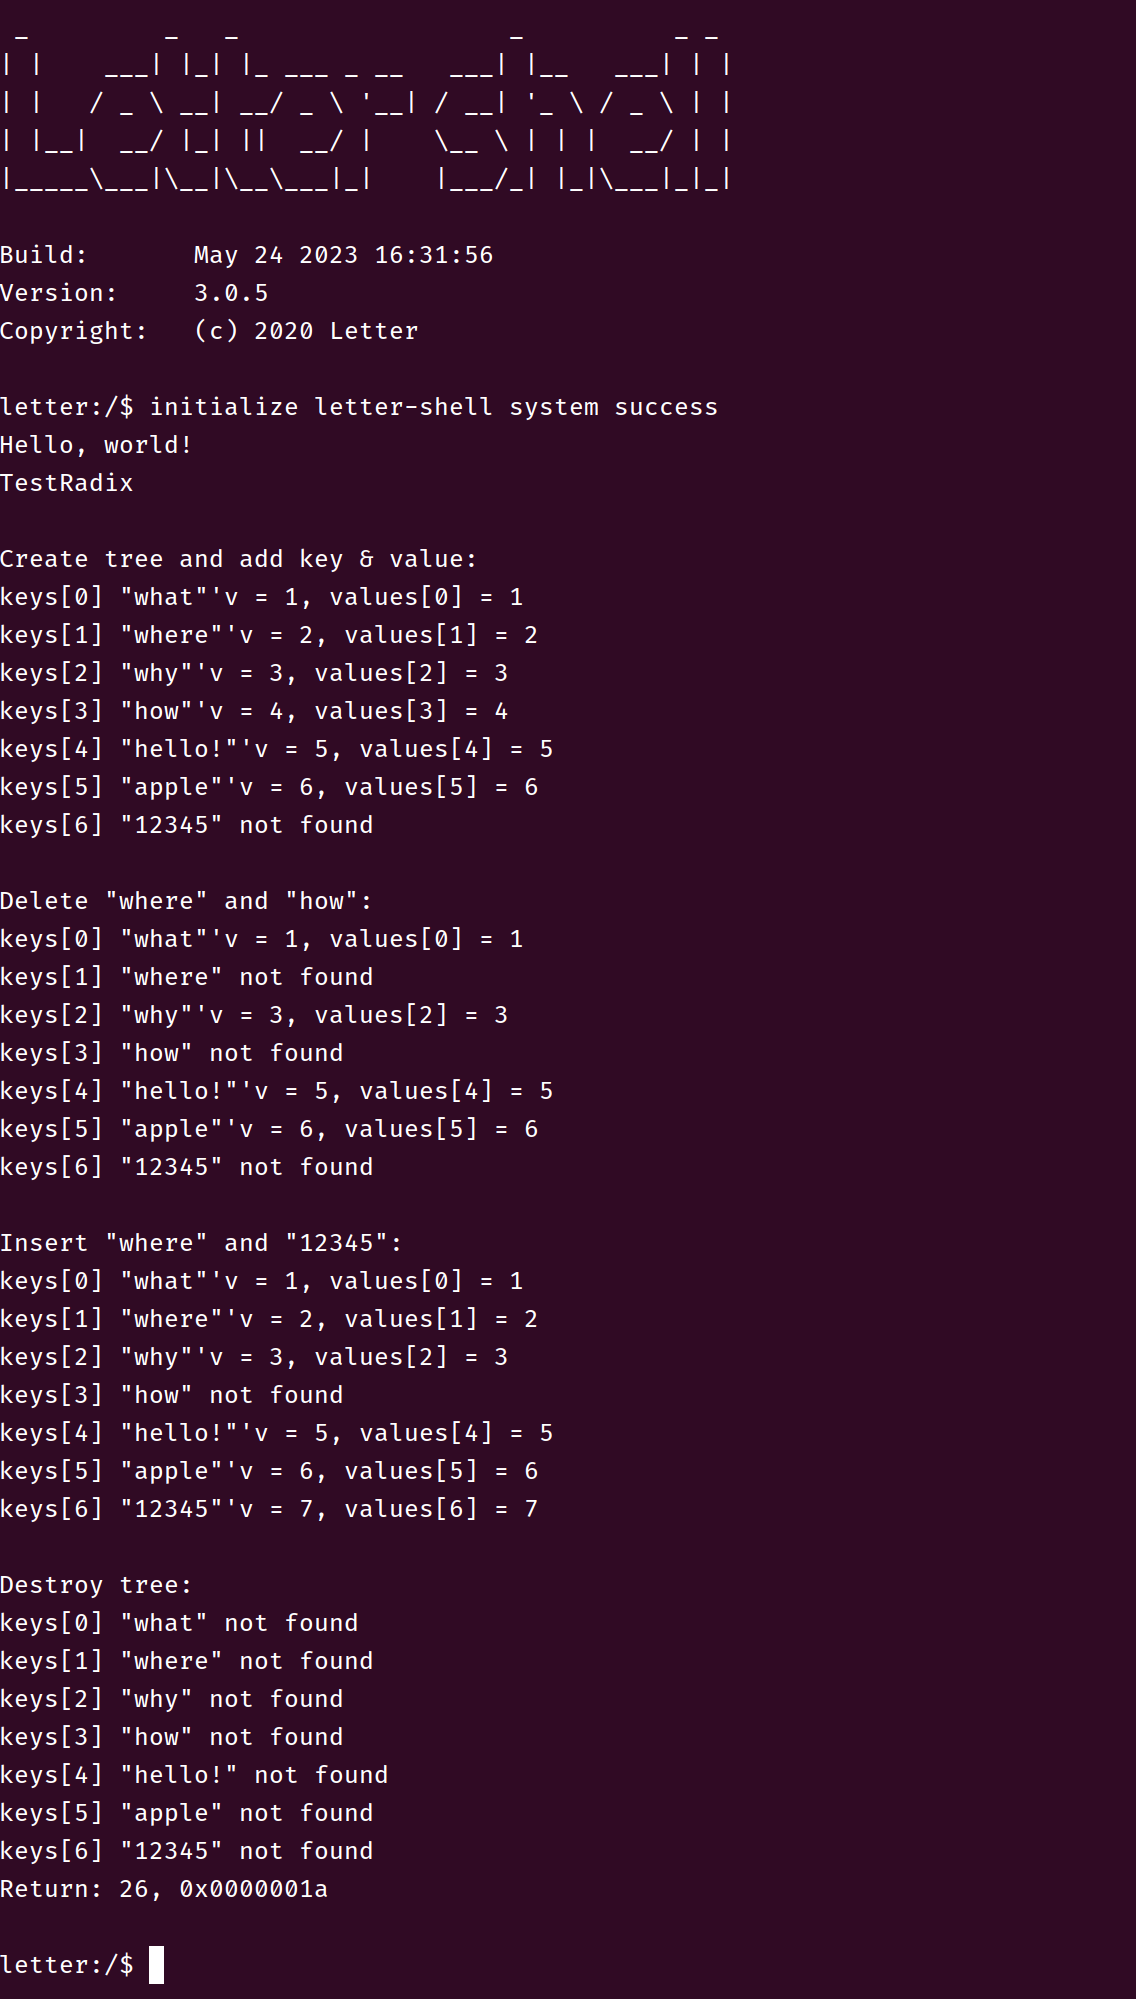 _         _   _                  _          _ _
| |    ___| |_| |_ ___ _ __   ___| |__   ___| | |
| |   / _ \ __| __/ _ \ '__| / __| '_ \ / _ \ | |
| |__|  __/ |_| ||  __/ |    \__ \ | | |  __/ | |
|_____\___|\__|\__\___|_|    |___/_| |_|\___|_|_|

Build:       May 24 2023 16:31:56
Version:     3.0.5
Copyright:   (c) 2020 Letter

letter:/$ initialize letter-shell system success
Hello, world!
TestRadix

Create tree and add key & value:
keys[0] "what"'v = 1, values[0] = 1
keys[1] "where"'v = 2, values[1] = 2
keys[2] "why"'v = 3, values[2] = 3
keys[3] "how"'v = 4, values[3] = 4
keys[4] "hello!"'v = 5, values[4] = 5
keys[5] "apple"'v = 6, values[5] = 6
keys[6] "12345" not found

Delete "where" and "how":
keys[0] "what"'v = 1, values[0] = 1
keys[1] "where" not found
keys[2] "why"'v = 3, values[2] = 3
keys[3] "how" not found
keys[4] "hello!"'v = 5, values[4] = 5
keys[5] "apple"'v = 6, values[5] = 6
keys[6] "12345" not found

Insert "where" and "12345":
keys[0] "what"'v = 1, values[0] = 1
keys[1] "where"'v = 2, values[1] = 2
keys[2] "why"'v = 3, values[2] = 3
keys[3] "how" not found
keys[4] "hello!"'v = 5, values[4] = 5
keys[5] "apple"'v = 6, values[5] = 6
keys[6] "12345"'v = 7, values[6] = 7

Destroy tree:
keys[0] "what" not found
keys[1] "where" not found
keys[2] "why" not found
keys[3] "how" not found
keys[4] "hello!" not found
keys[5] "apple" not found
keys[6] "12345" not found
Return: 26, 0x0000001a

letter:/$